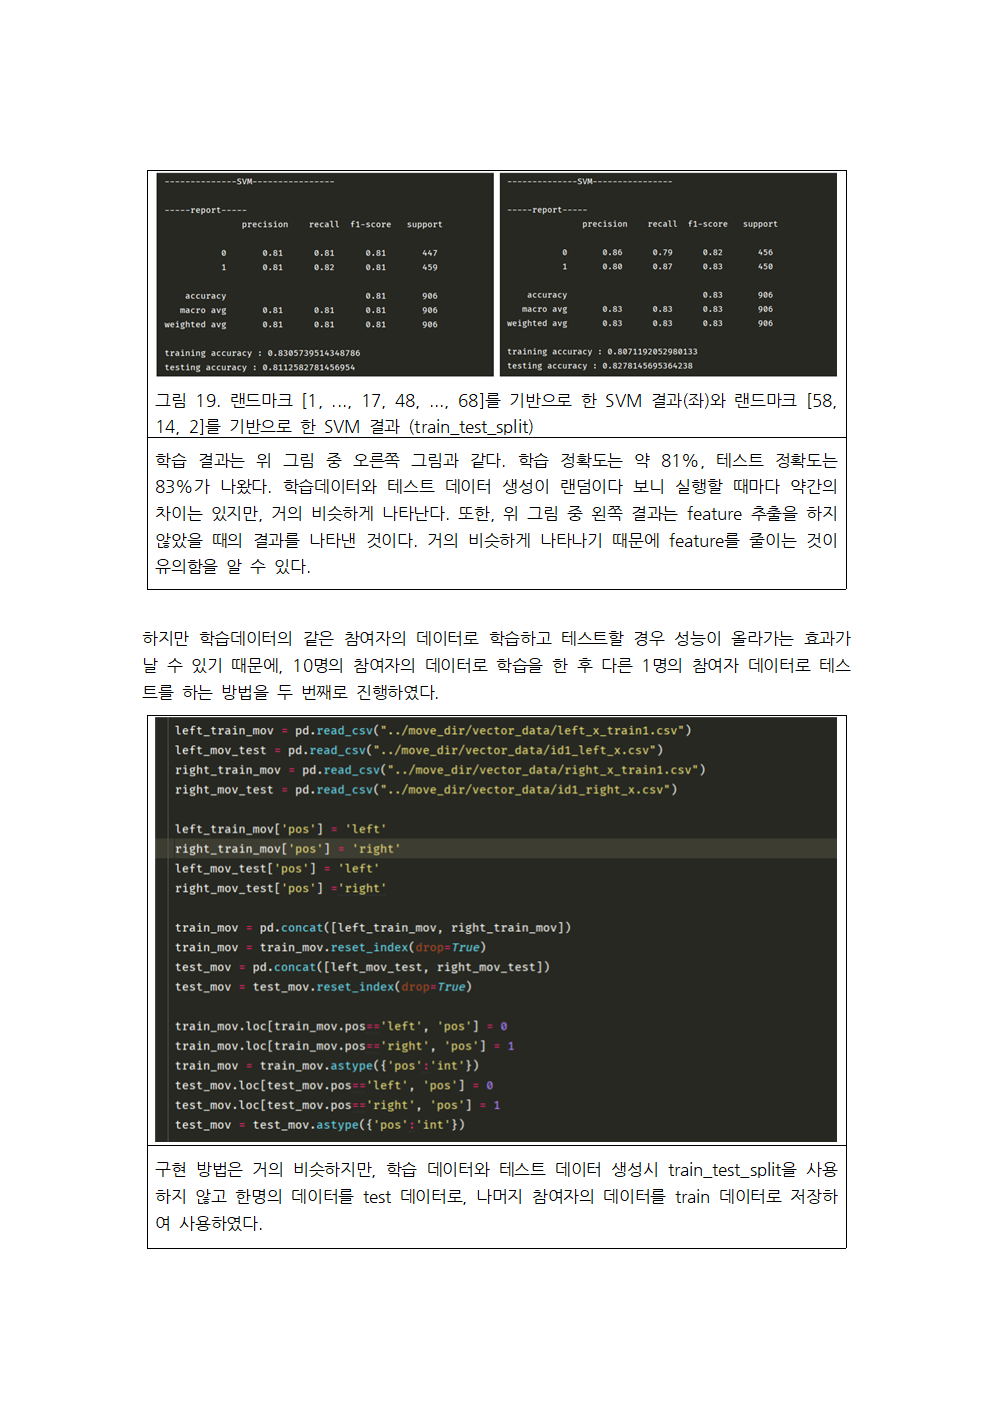 --------------SVM----------------
-----report-----
precision recall f1-score support
0 0.81 0.81 0.81 447
1 0.81 0.82 0.81 459
accuracy 0.81 906
macro avg 0.81 0.81 0.81 906
weighted avg 0.81 0.81 0.81 906
training accuracy : 0.8305739514348786
testing accuracy : 0.8112582781456954
--------------SVM----------------
-----report-----
precision recall f1-score support
0 0.86 0.79 0.82 456
1 0.80 0.87 0.83 450
accuracy 0.83 906
macro avg 0.83 0.83 0.83 906
weighted avg 0.83 0.83 0.83 906
training accuracy : 0.8071192052980133
testing accuracy : 0.8278145695364238
그림 19. 랜드마크 [1, ..., 17, 48, ..., 68]를 기반으로 한 SVM 결과(좌)와 랜드마크 [58,
14, 2]를 기반으로 한 SVM 결과 (train_test_split)
학습 결과는 위 그림 중 오른쪽 그림과 같다. 학습 정확도는 약 81%, 테스트 정확도는
83%가 나왔다. 학습데이터와 테스트 데이터 생성이 랜덤이다 보니 실행할 때마다 약간의
차이는 있지만, 거의 비슷하게 나타난다. 또한, 위 그림 중 왼쪽 결과는 feature 추출을 하지
않았을 때의 결과를 나타낸 것이다. 거의 비슷하게 나타나기 때문에 feature를 줄이는 것이
유의함을 알 수 있다.
하지만 학습데이터의 같은 참여자의 데이터로 학습하고 테스트할 경우 성능이 올라가는 효과가
날 수 있기 때문에, 10명의 참여자의 데이터로 학습을 한 후 다른 1명의 참여자 데이터로 테스
트를 하는 방법을 두 번째로 진행하였다.
left_train_mov = pd.read_csv("../move_dir/vector_data/left_x_train1.csv")
left_mov_test = pd.read_csv("../move_dir/vector_data/id1_left_x.csv")
right_train_mov = pd.read_csv("../move_dir/vector_data/right_x_train1.csv")
right_mov_test = pd.read_csv("../move_dir/vector_data/id1_right_x.csv")
left_train_mov['pos'] = 'left'
right_train_mov['pos'] = 'right'
left_mov_test['pos'] = 'left'
right_mov_test['pos'] ='right'
train_mov = pd.concat([left_train_mov, right_train_mov])
train_mov = train_mov.reset_index(drop=True)
test_mov = pd.concat([left_mov_test, right_mov_test])
test_mov = test_mov.reset_index(drop=True)
train_mov.loc[train_mov.pos=='left', 'pos'] = 0
train_mov.loc[train_mov.pos=='right', 'pos'] = 1
train_mov = train_mov.astype({'pos':'int'})
test_mov.loc[test_mov.pos=='left', 'pos'] = 0
test_mov.loc[test_mov.pos=='right', 'pos'] = 1
test_mov = test_mov.astype({'pos':'int'})
구현 방법은 거의 비슷하지만, 학습 데이터와 테스트 데이터 생성시 train_test_split을 사용
하지 않고 한명의 데이터를 test 데이터로, 나머지 참여자의 데이터를 train 데이터로 저장하
여 사용하였다.